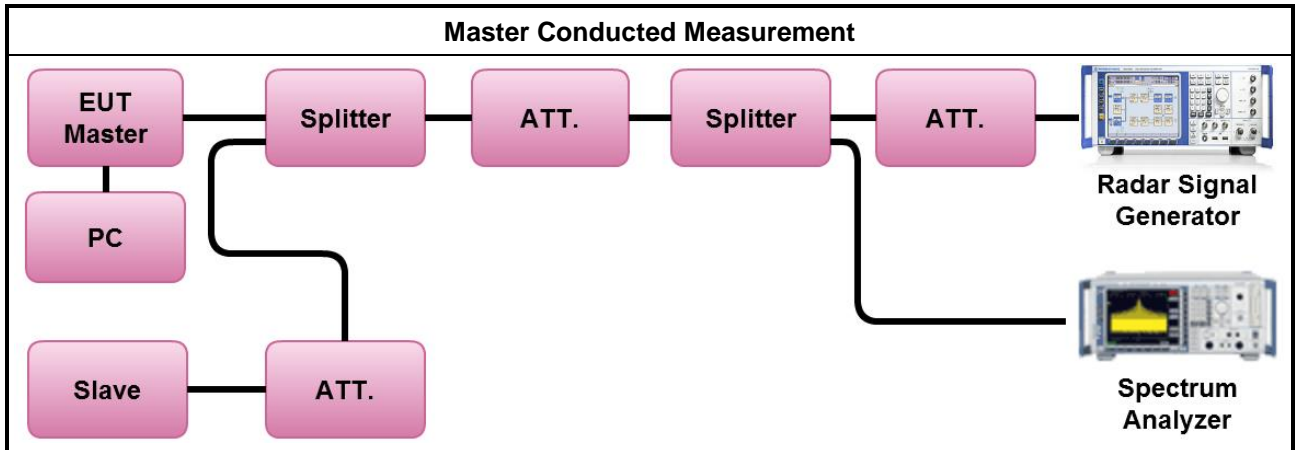 Master Conducted Measurement
EUT
Master
Splitter
ATT.
Splitter
ATT.
Radar Signal
Generator
PC
Slave
ATT.
Spectrum
Analyzer